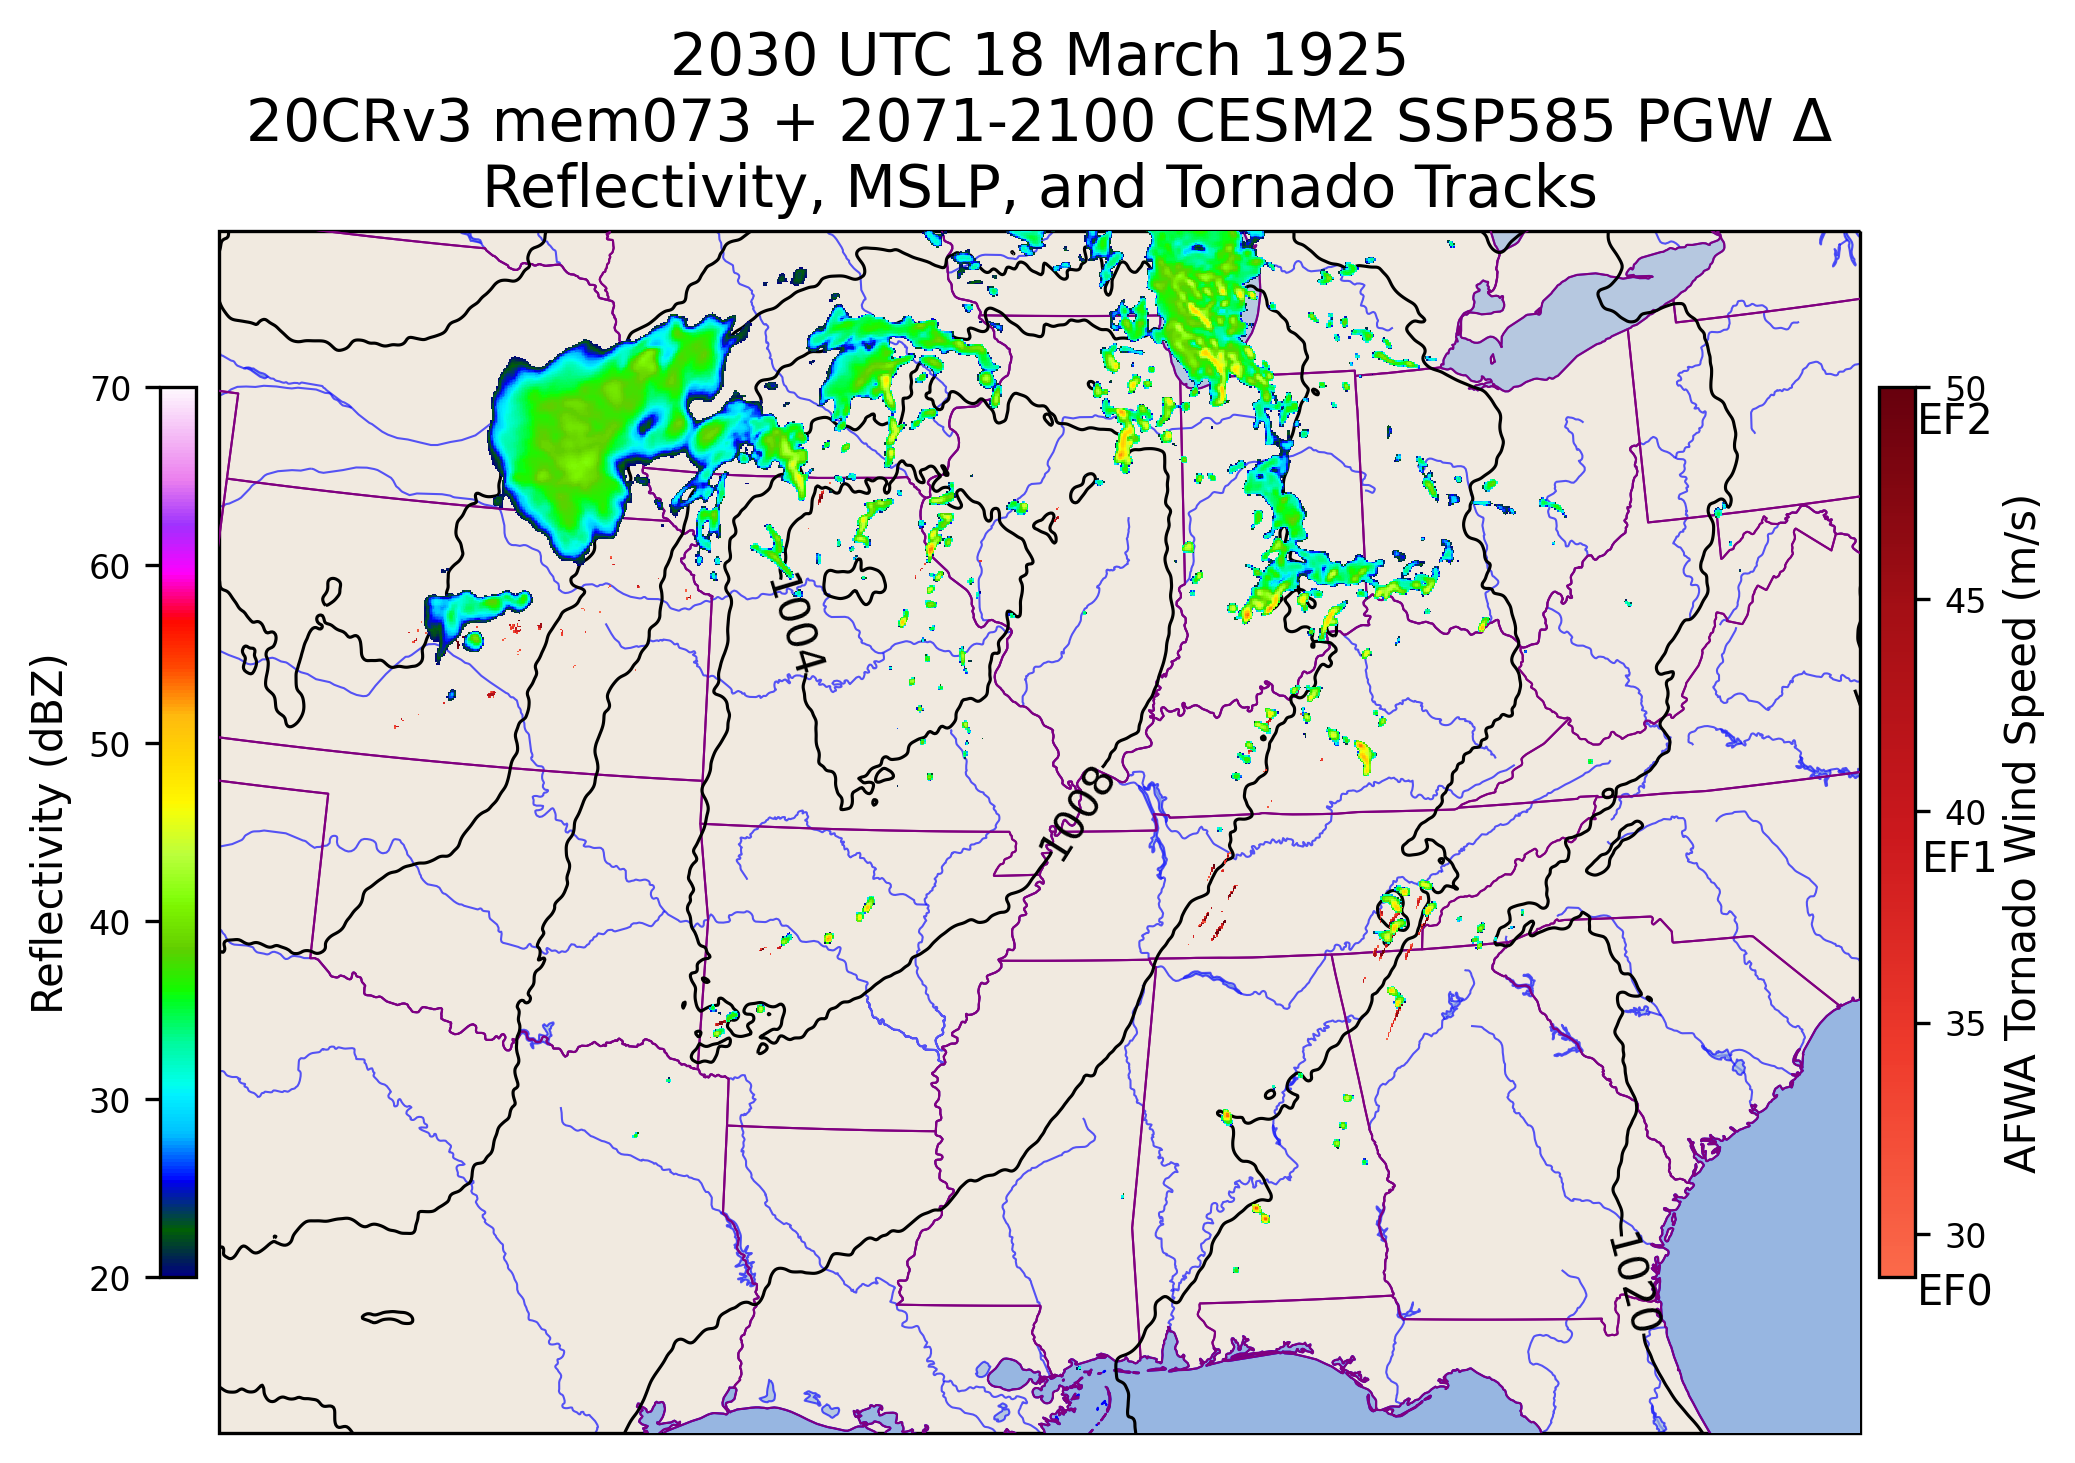 2030 UTC 18 March 1925
20CRv3 mem073 + 2071-2100 CESM2 SSP585 PGW Δ
Reflectivity, MSLP, and Tornado Tracks
70
60
50
40
30
20
Reflectivity (dBZ)
1004
1008
1020
50
EF2
45
40
EF1
35
30
EF0
AFWA Tornado Wind Speed (m/s)